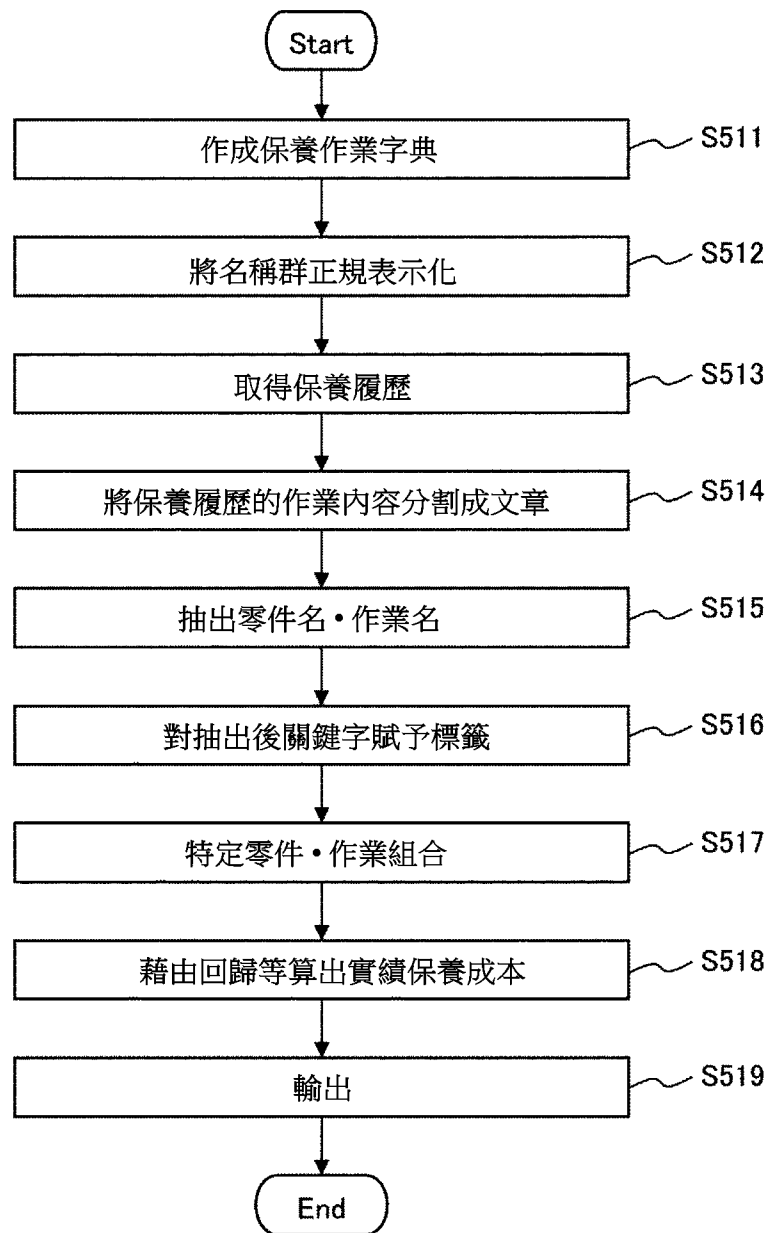 Start
作成保養作業字典
S511
將名稱群正規表示化
S512
取得保養履歷
S513
將保養履歷的作業內容分割成文章
S514
抽出零件名•作業名
S515
對抽出後關鍵字賦予標籤
S516
特定零件•作業組合
S517
藉由回歸等算出實績保養成本
S518
輸出
S519
End